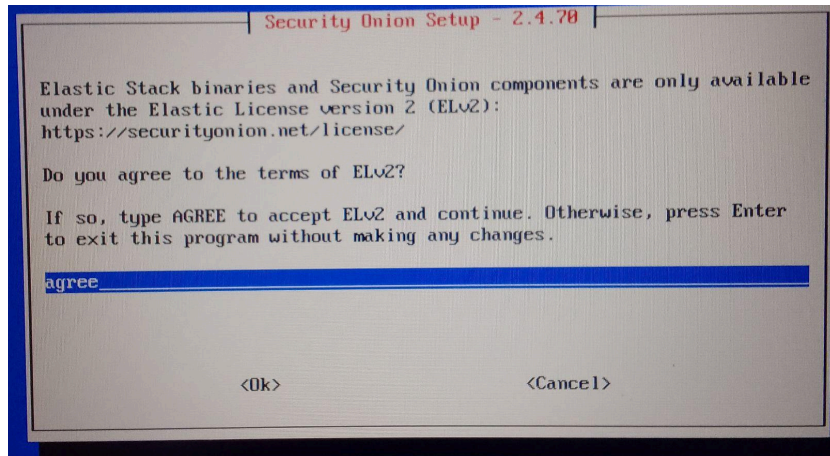 Security Onion Setup - 2.4.70
Elastic Stack binaries and Security Onion components are only available
under the Elastic License version 2 (ELv2):
https://securityonion.net/license/
Do you agree to the terms of ELv2?
If so, type AGREE to accept ELv2 and continue. Otherwise, press Enter
to exit this program without making any changes.
agree
<Ok> <Cancel>